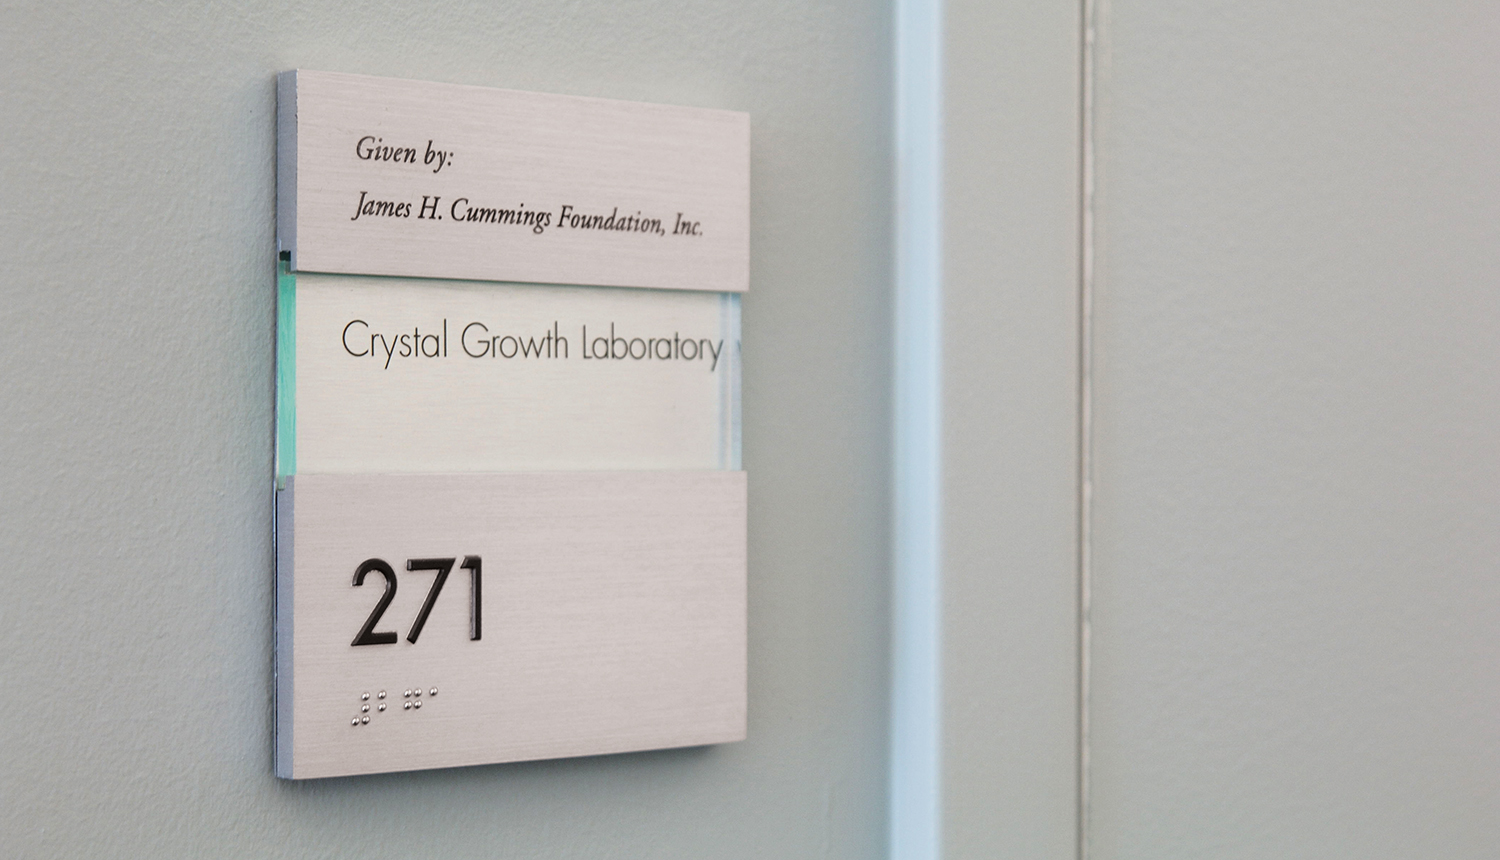 Given by:
James H. Cummings Foundation, Inc.
Crystal Growth Laboratory
271
⠼⠃⠛⠁